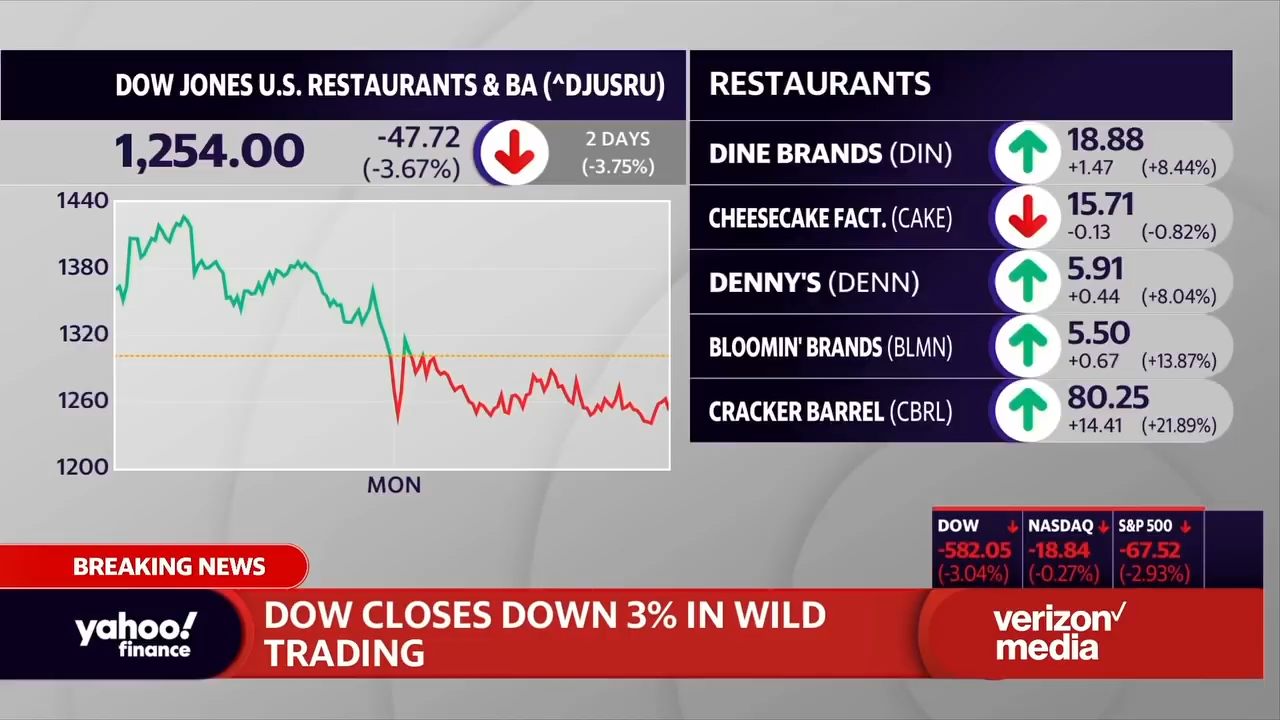 DOW JONES U.S. RESTAURANTS & BA (^DJUSRU)
1,254.00
-47.72
(-3.67%)
2 DAYS
(-3.75%)
1440
1380
1320
1260
1200
MON
RESTAURANTS
DINE BRANDS (DIN)
18.88
+1.47 (+8.44%)
CHEESECAKE FACT. (CAKE)
15.71
-0.13 (-0.82%)
DENNY'S (DENN)
5.91
+0.44 (+8.04%)
BLOOMIN' BRANDS (BLMN)
5.50
+0.67 (+13.87%)
CRACKER BARREL (CBRL)
80.25
+14.41 (+21.89%)
DOW NASDAQ S&P 500
-582.05 -18.84 -67.52
(-3.04%) (-0.27%) (-2.93%)
BREAKING NEWS
yahoo!
finance
DOW CLOSES DOWN 3% IN WILD
TRADING
verizon✓
media